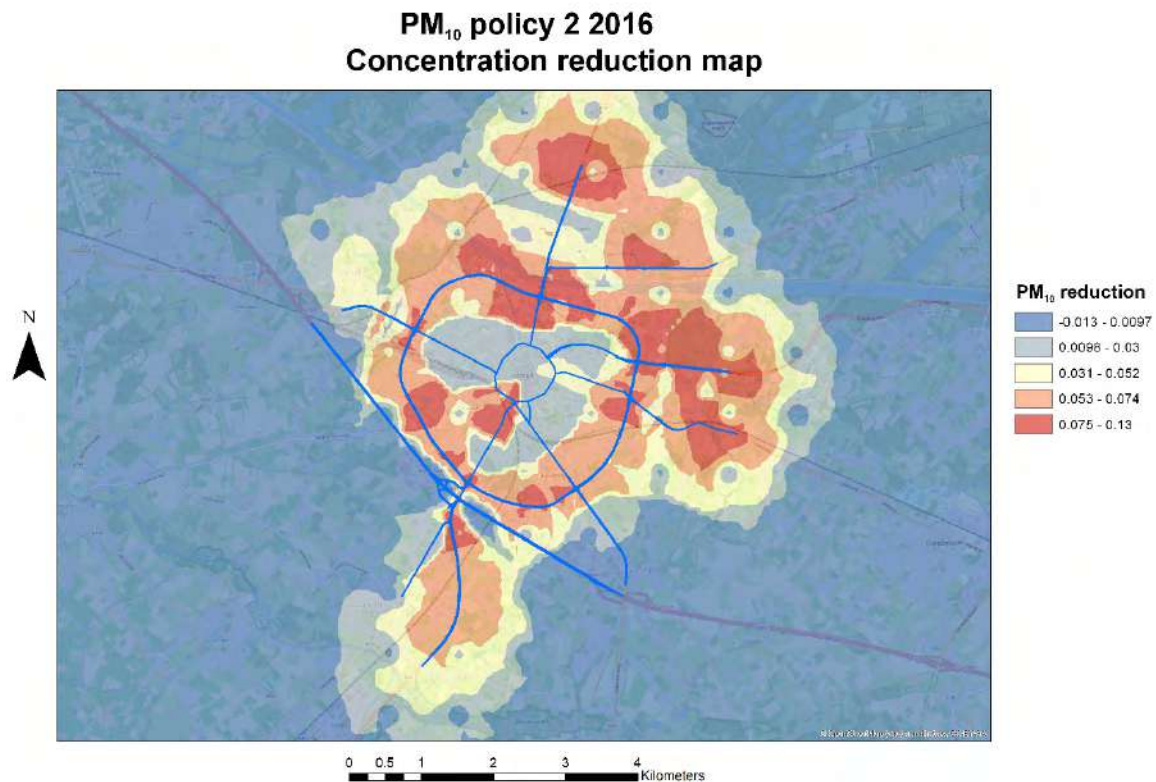 PM₁₀ policy 2 2016
Concentration reduction map
N
PM₁₀ reduction
-0.013 - 0.0097
0.0098 - 0.03
0.031 - 0.052
0.053 - 0.074
0.075 - 0.13
0 0.5 1 2 3 4
Kilometers